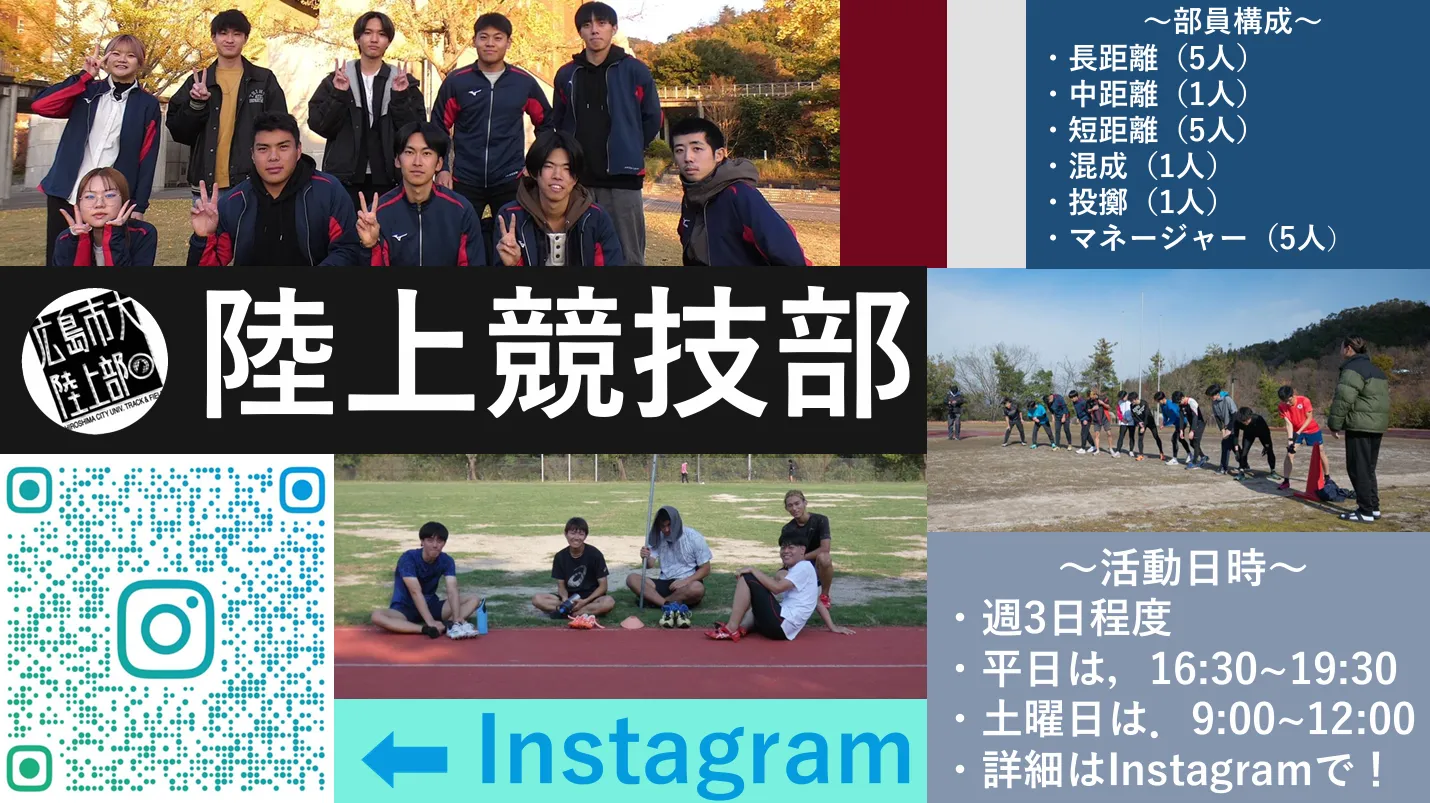 ～部員構成～
・長距離（5人）
・中距離（1人）
・短距離（5人）
・混成（1人）
・投擲（1人）
・マネージャー（5人）
広島市大
陸上部の
HIROSHIMA CITY UNIV. TRACK & FIELD
陸上競技部
～活動日時～
・週3日程度
・平日は，16:30~19:30
・土曜日は．9:00~12:00
・詳細はInstagramで！
Instagram